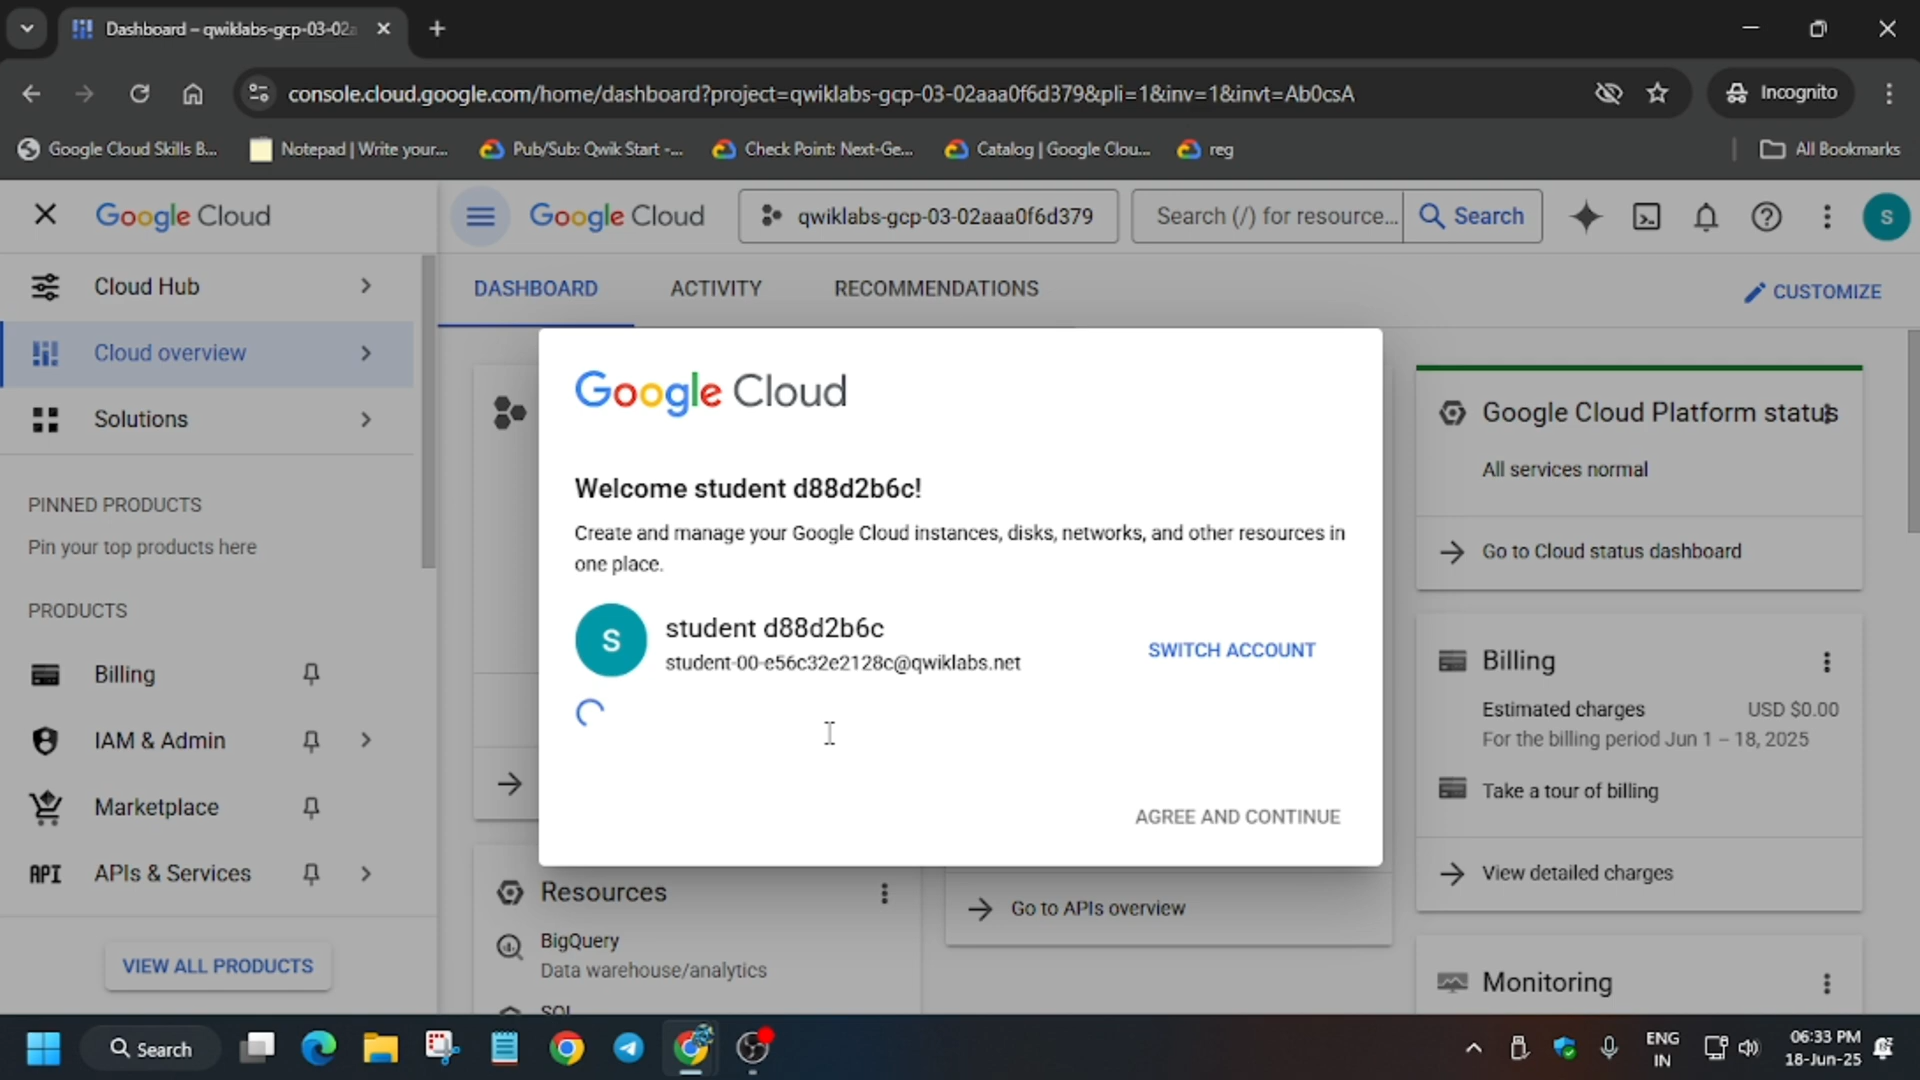 Dashboard – qwiklabs-gcp-03-02a
console.cloud.google.com/home/dashboard?project=qwiklabs-gcp-03-02aaa0f6d379&pli=1&inv=1&invt=Ab0csA
Incognito
Google Cloud Skills B...
Notepad | Write your...
Pub/Sub: Qwik Start -...
Check Point: Next-Ge...
Catalog | Google Clou...
reg
All Bookmarks
Google Cloud
Google Cloud
qwiklabs-gcp-03-02aaa0f6d379
Search (/) for resource...
Search
S
Cloud Hub
Cloud overview
Solutions
PINNED PRODUCTS
Pin your top products here
PRODUCTS
Billing
IAM & Admin
Marketplace
API APIs & Services
VIEW ALL PRODUCTS
DASHBOARD
ACTIVITY
RECOMMENDATIONS
CUSTOMIZE
Google Cloud
Welcome student d88d2b6c!
Create and manage your Google Cloud instances, disks, networks, and other resources in
one place.
S
student d88d2b6c
student-00-e56c32e2128c@qwiklabs.net
SWITCH ACCOUNT
AGREE AND CONTINUE
Resources
BigQuery
Data warehouse/analytics
SQL
Go to APIs overview
Google Cloud Platform status
All services normal
Go to Cloud status dashboard
Billing
Estimated charges
USD $0.00
For the billing period Jun 1 – 18, 2025
Take a tour of billing
View detailed charges
Monitoring
Search
ENG
IN
06:33 PM
18-Jun-25